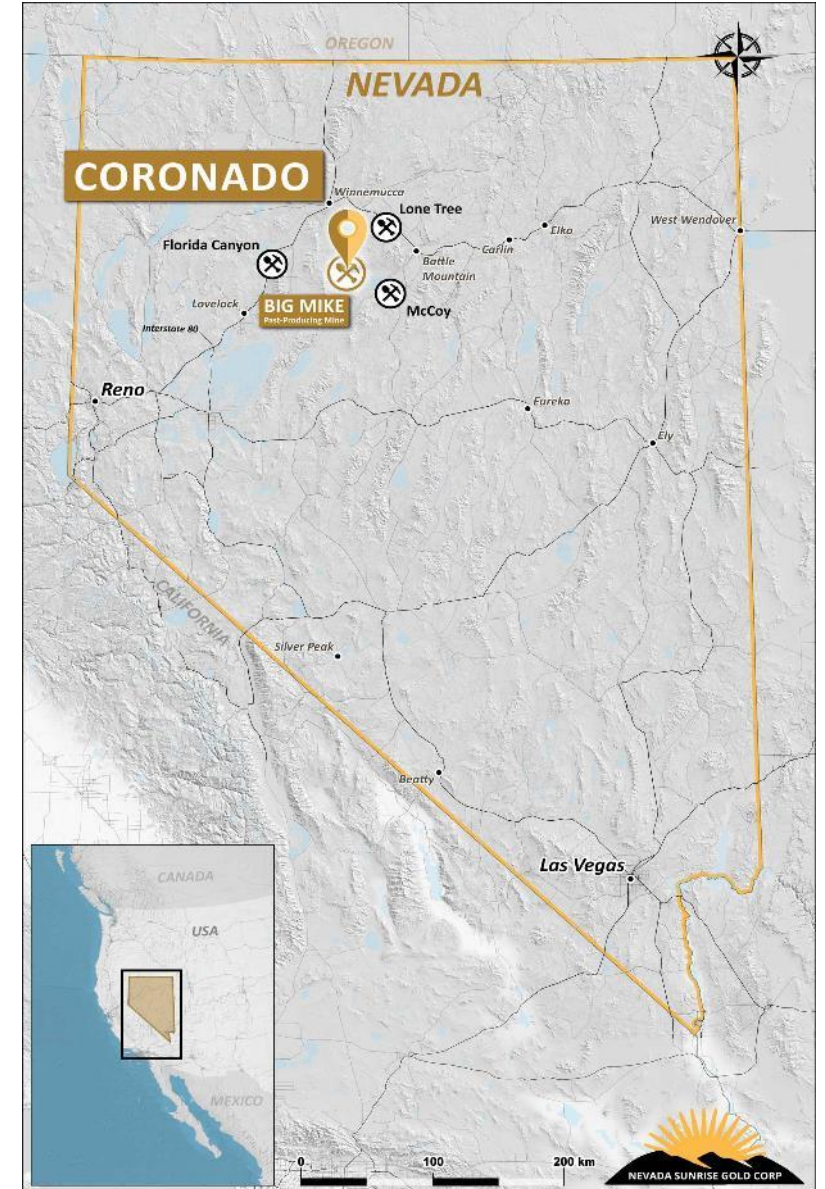 OREGON
NEVADA
CORONADO
Winnemucca
Lone Tree
West Wendover
Elko
Carlin
Florida Canyon
Battle
Mountain
BIG MIKE
Past-Producing Mine
McCoy
Lovelock
Interstate 80
Reno
Eureka
Ely
CALIFORNIA
Silver Peak
Beatty
Las Vegas
CANADA
USA
MEXICO
0 100 200 km
NEVADA SUNRISE GOLD CORP